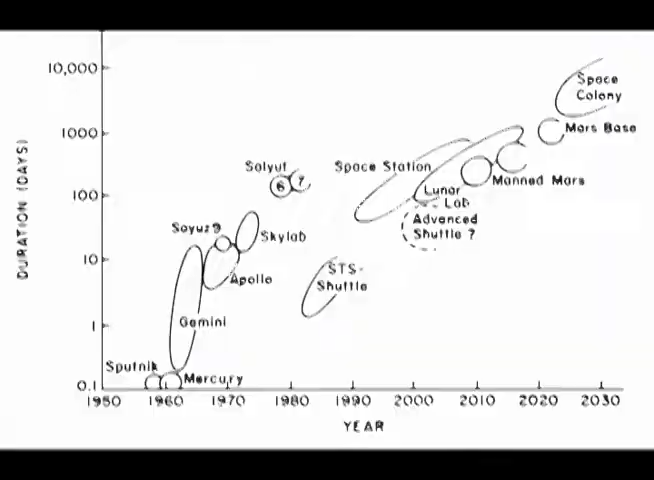 10,000
1000
100
10
1
0.1
DURATION (DAYS)
Space
Colony
Mars Base
Salyut
6
7
Space Station
Manned Mars
Lunar
Lab
Advanced
Shuttle ?
Soyuz 9
Skylab
Apollo
STS-
Shuttle
Gemini
Sputnik
Mercury
1950 1960 1970 1980 1990 2000 2010 2020 2030
YEAR